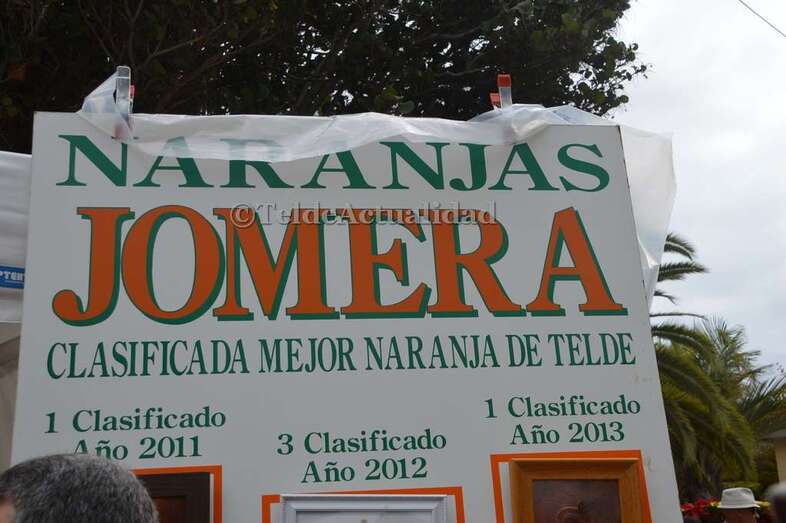 NARANJAS
JOMERA
©TeldeActualidad
CLASIFICADA MEJOR NARANJA DE TELDE
1 Clasificado
Año 2011
3 Clasificado
Año 2012
1 Clasificado
Año 2013